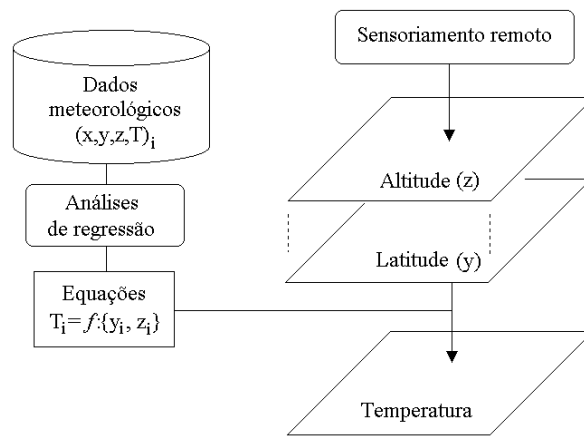 Sensoriamento remoto
Dados
meteorológicos
(x,y,z,T)i
Altitude (z)
Análises
de regressão
Latitude (y)
Equações
Ti= f:{yi, zi}
Temperatura